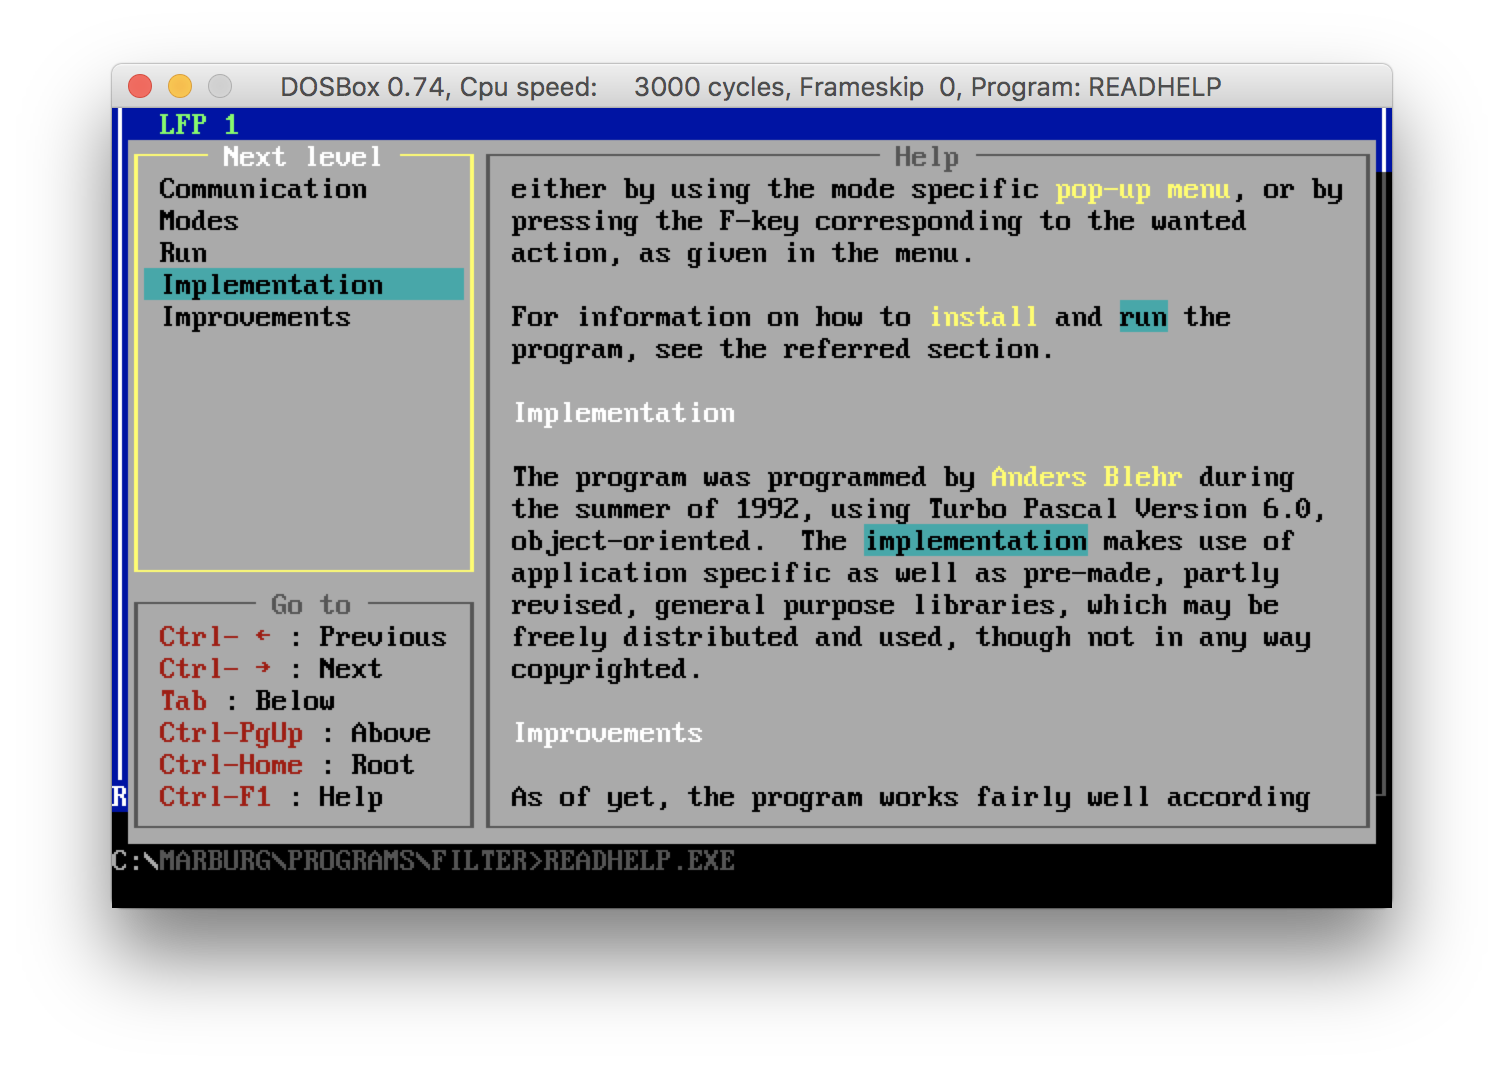 DOSBox 0.74, Cpu speed: 3000 cycles, Frameskip 0, Program: READHELP
LFP 1
Next level
Communication
Modes
Run
Implementation
Improvements
Go to
Ctrl- ← : Previous
Ctrl- → : Next
Tab : Below
Ctrl-PgUp : Above
Ctrl-Home : Root
Ctrl-F1 : Help
Help
either by using the mode specific pop-up menu, or by
pressing the F-key corresponding to the wanted
action, as given in the menu.
For information on how to install and run the
program, see the referred section.
Implementation
The program was programmed by Anders Blehr during
the summer of 1992, using Turbo Pascal Version 6.0,
object-oriented. The implementation makes use of
application specific as well as pre-made, partly
revised, general purpose libraries, which may be
freely distributed and used, though not in any way
copyrighted.
Improvements
As of yet, the program works fairly well according
R
C:\MARBURG\PROGRAMS\FILTER>READHELP.EXE